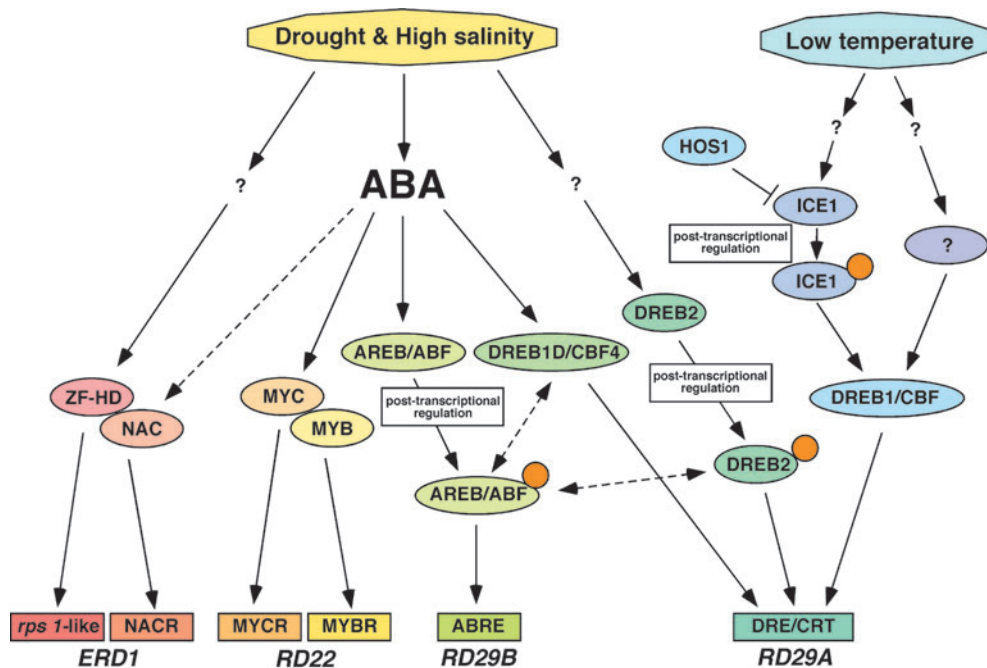 Drought & High salinity
Low temperature
?
?
HOS1
?
ABA
?
ICE1
post-transcriptional
regulation
?
ICE1
DREB2
AREB/ABF
DREB1D/CBF4
post-transcriptional
regulation
post-transcriptional
regulation
ZF-HD
NAC
MYC
MYB
DREB1/CBF
AREB/ABF
DREB2
rps 1-like
NACR
MYCR
MYBR
ABRE
DRE/CRT
ERD1
RD22
RD29B
RD29A